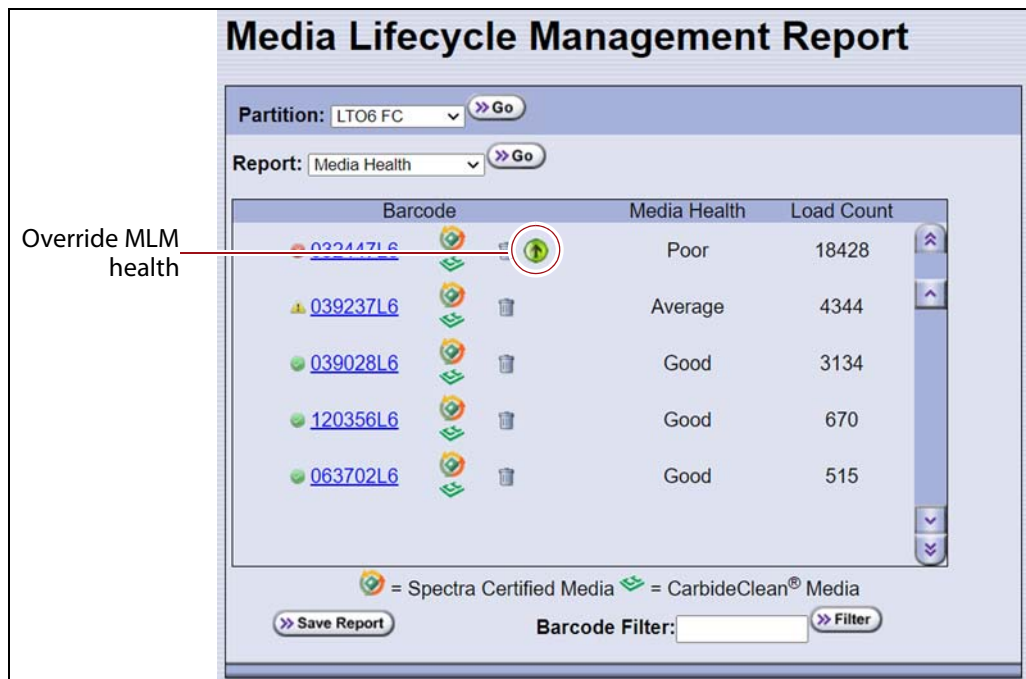 Media Lifecycle Management Report
Partition: LTO6 FC Go
Report: Media Health Go
Barcode Media Health Load Count
Override MLM
health
032447L6 Poor 18428
039237L6 Average 4344
039028L6 Good 3134
120356L6 Good 670
063702L6 Good 515
= Spectra Certified Media = CarbideClean® Media
Save Report Barcode Filter: Filter